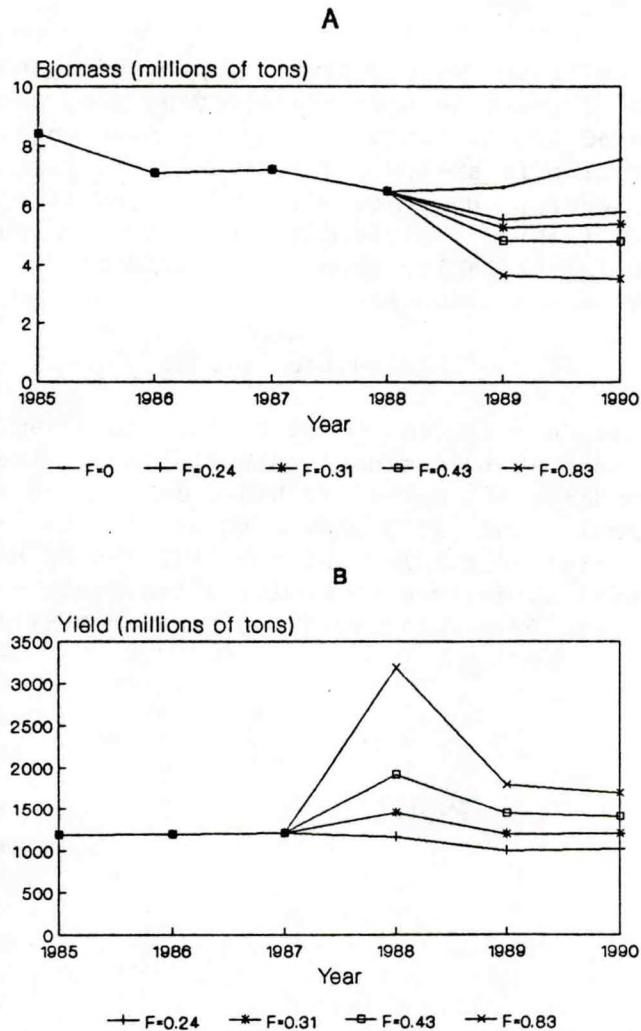 A
Biomass (millions of tons)
10
8
6
4
2
0
1985 1986 1987 1988 1989 1990
Year
F=0 F=0.24 F=0.31 F=0.43 F=0.83
B
Yield (millions of tons)
3500
3000
2500
2000
1500
1000
500
0
1985 1986 1987 1988 1989 1990
Year
F=0.24 F=0.31 F=0.43 F=0.83